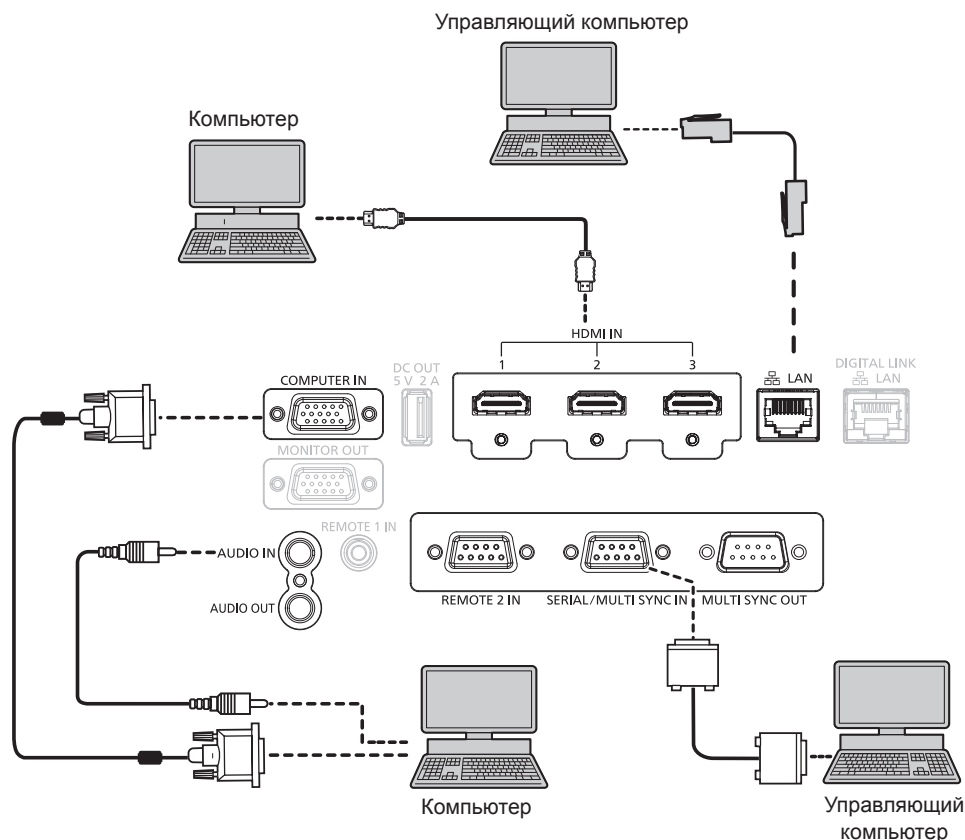 Управляющий компьютер
Компьютер
HDMI IN
1 2 3
DC OUT
5 V 2 A
COMPUTER IN
LAN
DIGITAL LINK
LAN
MONITOR OUT
REMOTE 1 IN
AUDIO IN
AUDIO OUT
REMOTE 2 IN SERIAL/MULTI SYNC IN MULTI SYNC OUT
Компьютер
Управляющий
компьютер